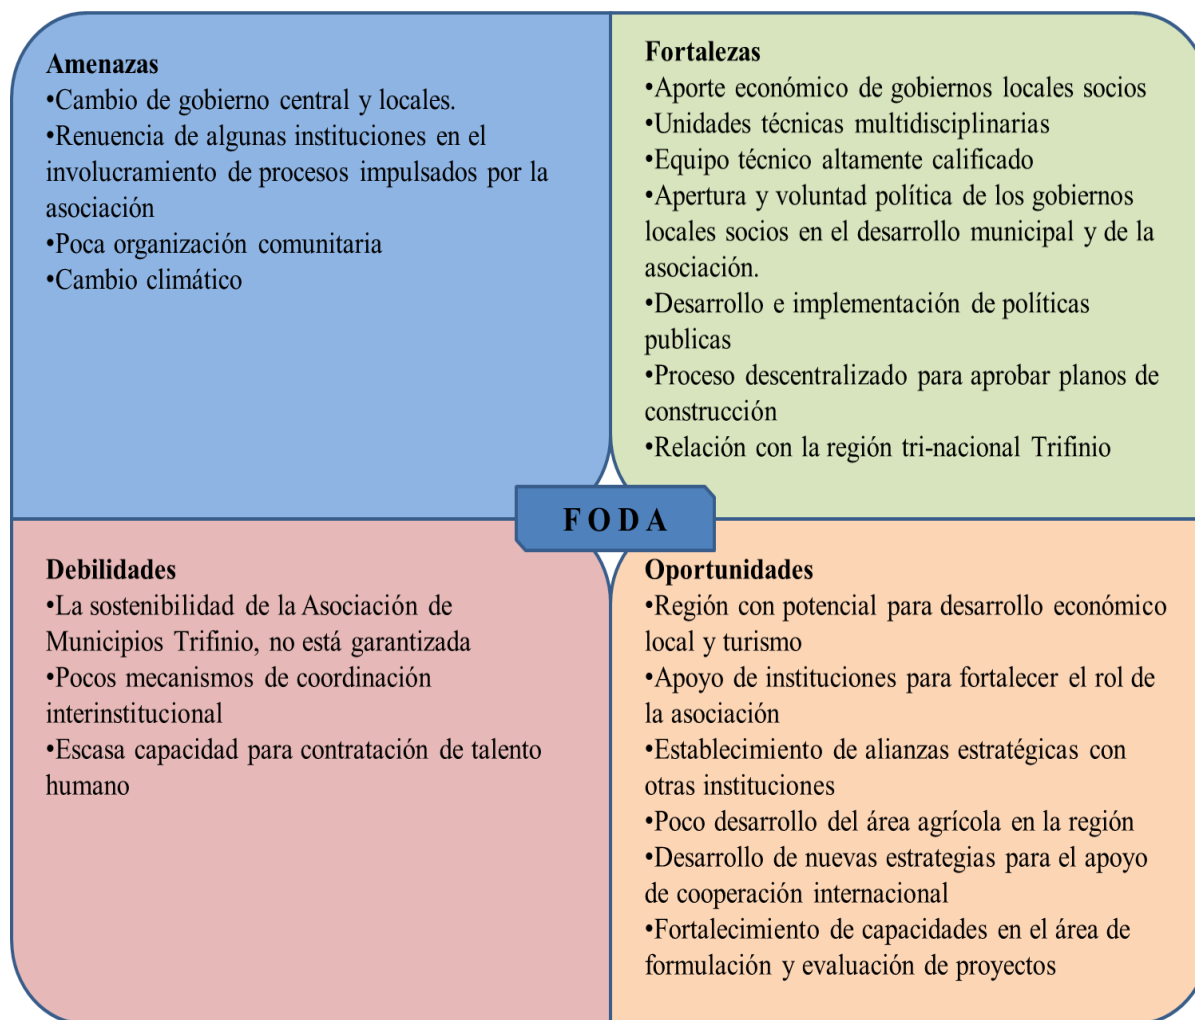 Amenazas
•Cambio de gobierno central y locales.
•Renuencia de algunas instituciones en el
involucramiento de procesos impulsados por la
asociación
•Poca organización comunitaria
•Cambio climático
Fortalezas
•Aporte económico de gobiernos locales socios
•Unidades técnicas multidisciplinarias
•Equipo técnico altamente calificado
•Apertura y voluntad política de los gobiernos
locales socios en el desarrollo municipal y de la
asociación.
•Desarrollo e implementación de políticas
publicas
•Proceso descentralizado para aprobar planos de
construcción
•Relación con la región tri-nacional Trifinio
F O D A
Debilidades
•La sostenibilidad de la Asociación de
Municipios Trifinio, no está garantizada
•Pocos mecanismos de coordinación
interinstitucional
•Escasa capacidad para contratación de talento
humano
Oportunidades
•Región con potencial para desarrollo económico
local y turismo
•Apoyo de instituciones para fortalecer el rol de
la asociación
•Establecimiento de alianzas estratégicas con
otras instituciones
•Poco desarrollo del área agrícola en la región
•Desarrollo de nuevas estrategias para el apoyo
de cooperación internacional
•Fortalecimiento de capacidades en el área de
formulación y evaluación de proyectos